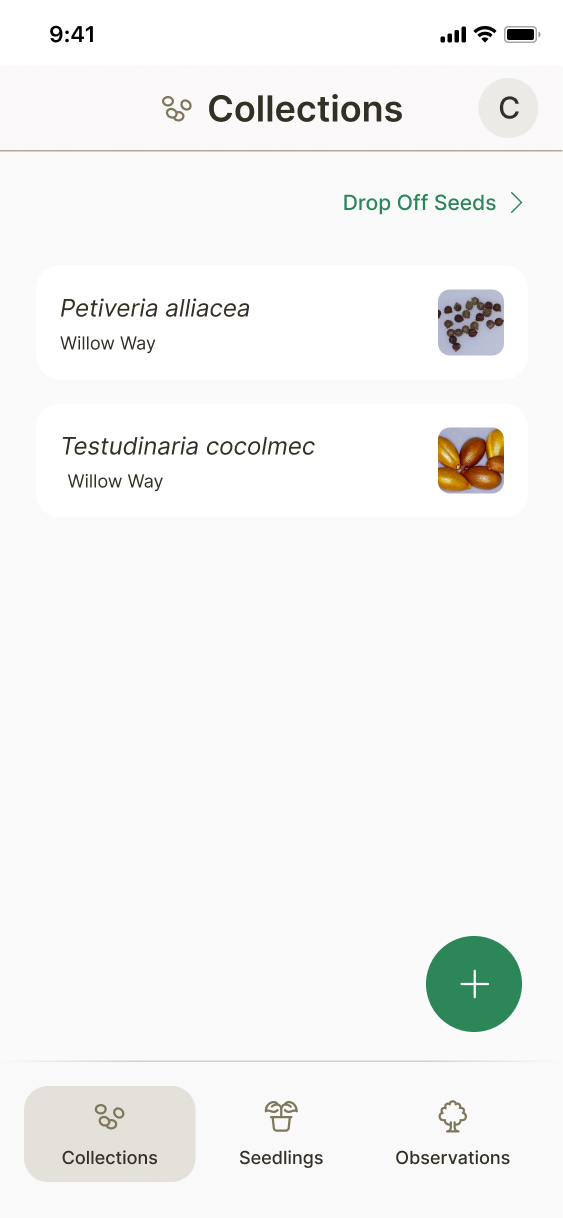 9:41
Collections
C
Drop Off Seeds
Petiveria alliacea
Willow Way
Testudinaria cocolmec
Willow Way
Collections
Seedlings
Observations